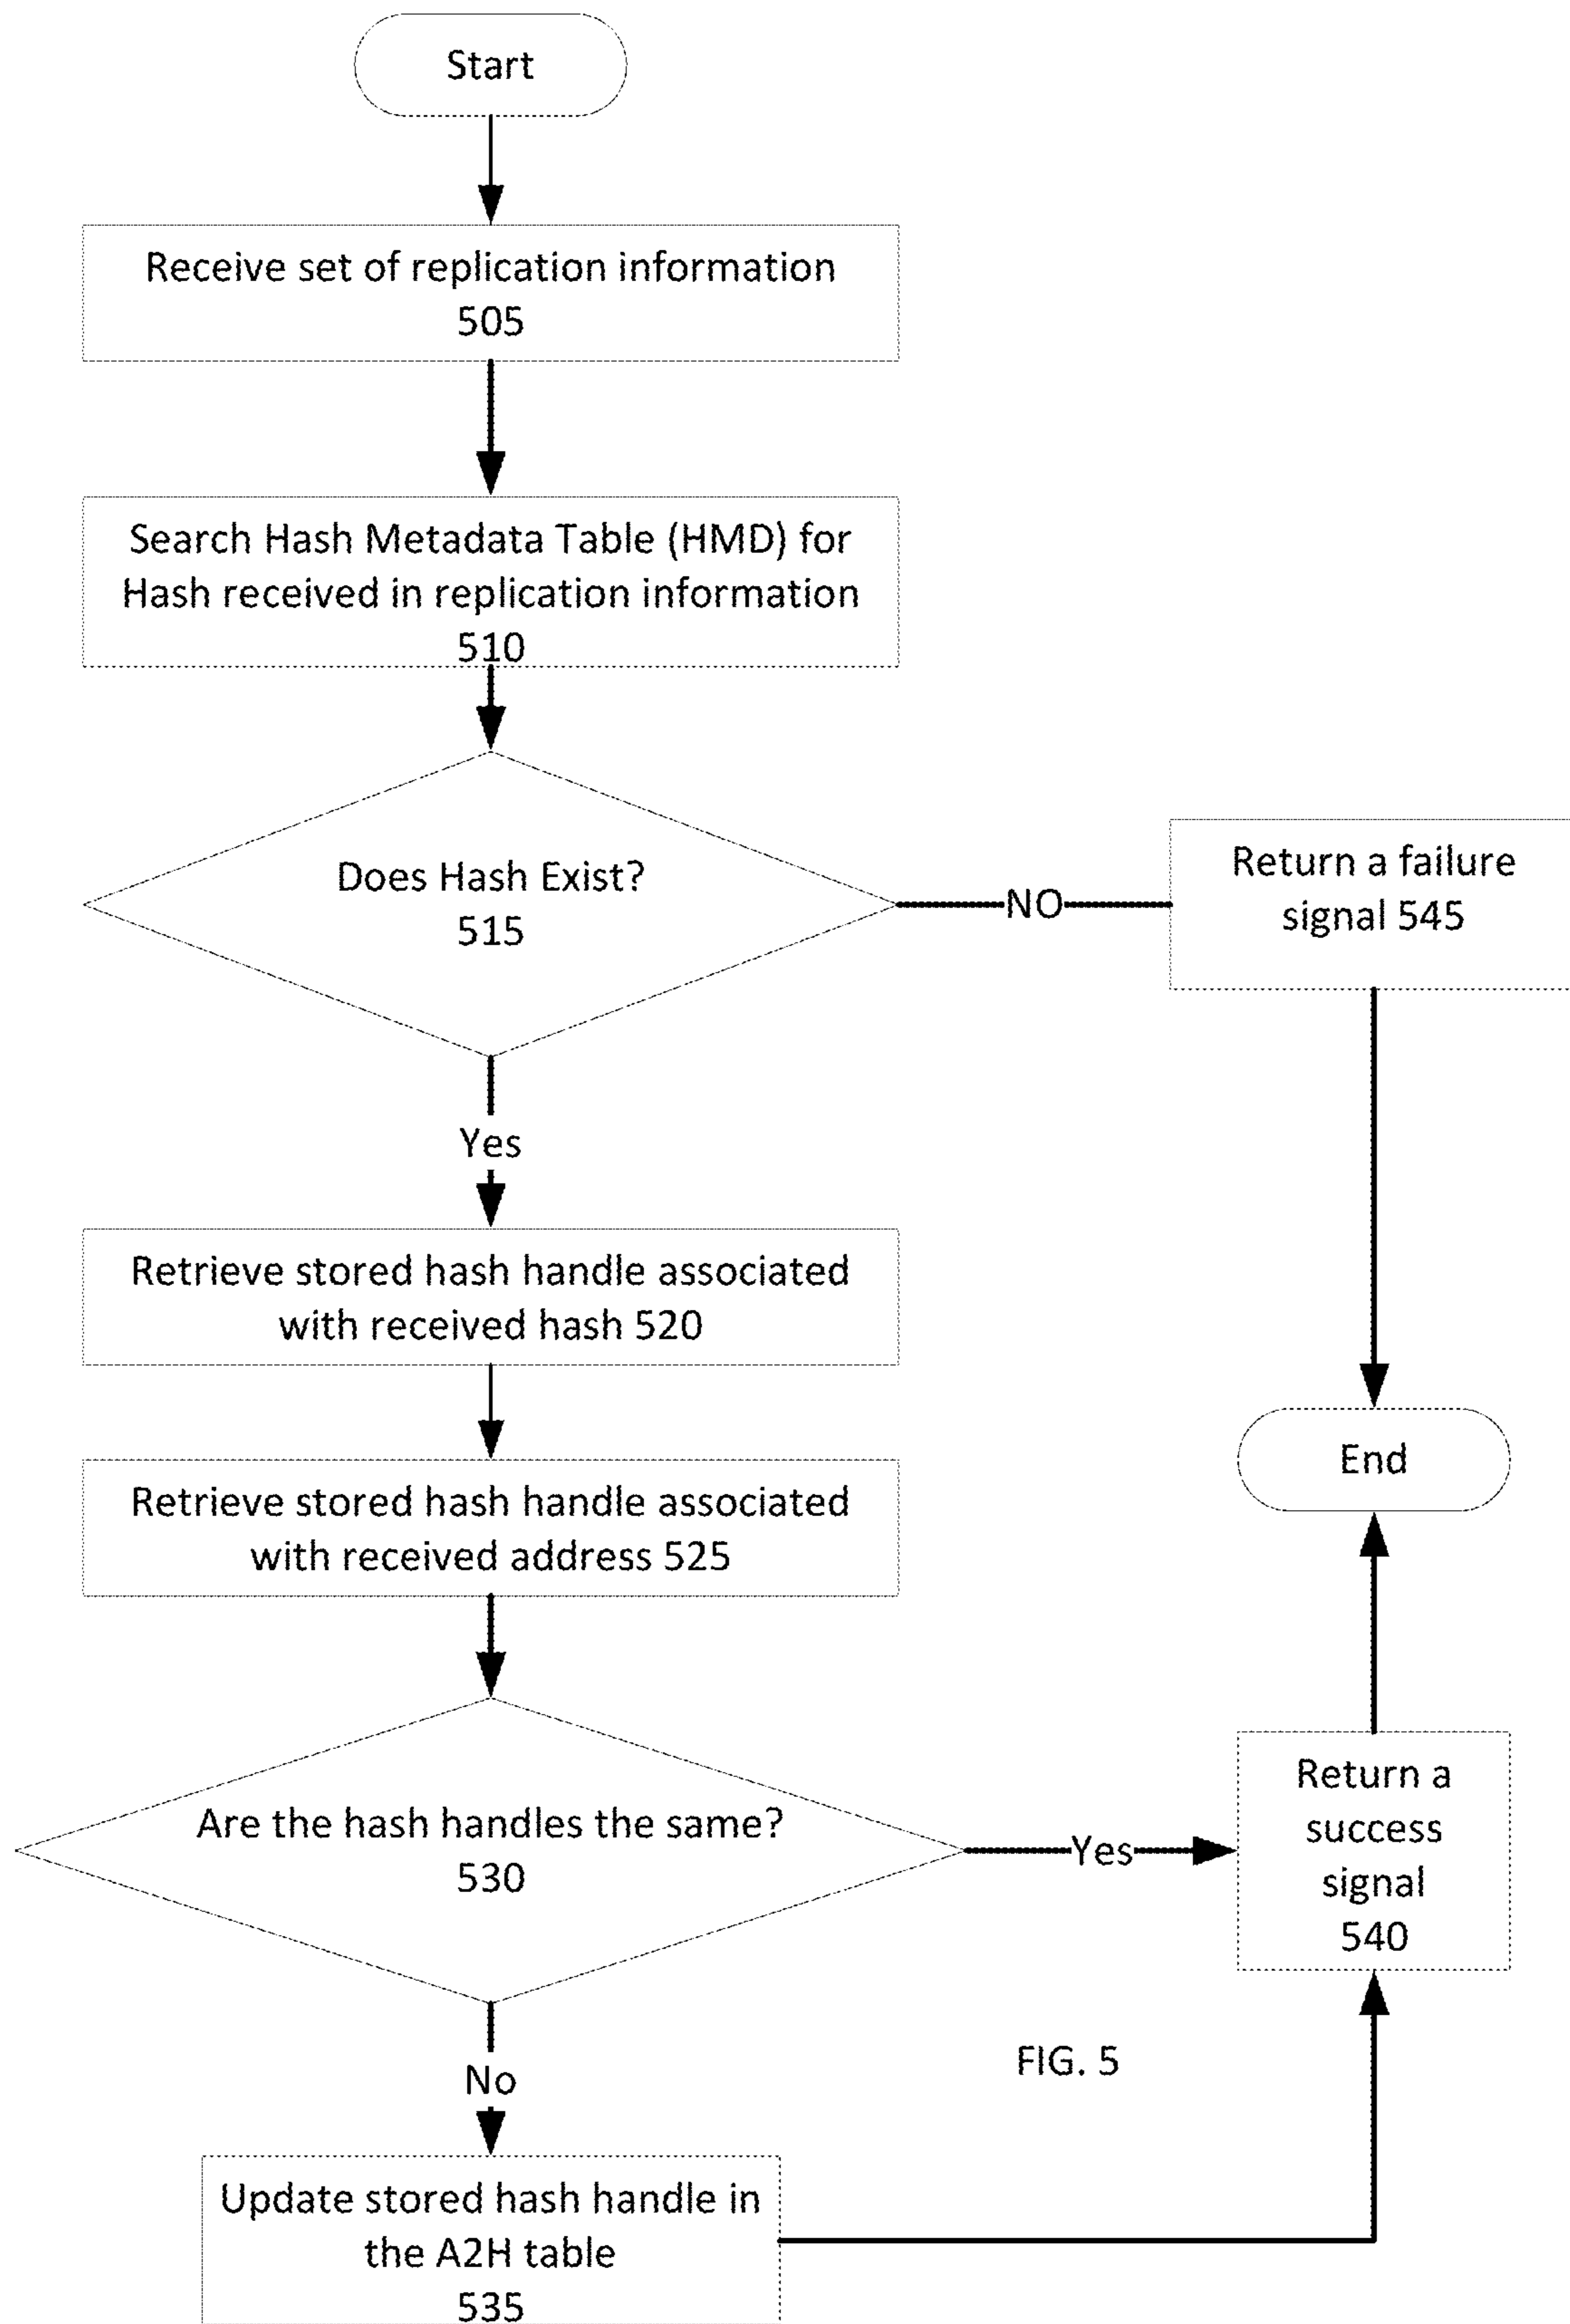 Start
Receive set of replication information
505
Search Hash Metadata Table (HMD) for
Hash received in replication information
510
Does Hash Exist?
515
NO
Return a failure
signal 545
Yes
Retrieve stored hash handle associated
with received hash 520
Retrieve stored hash handle associated
with received address 525
End
Are the hash handles the same?
530
Yes
Return a
success
signal
540
No
FIG. 5
Update stored hash handle in
the A2H table
535